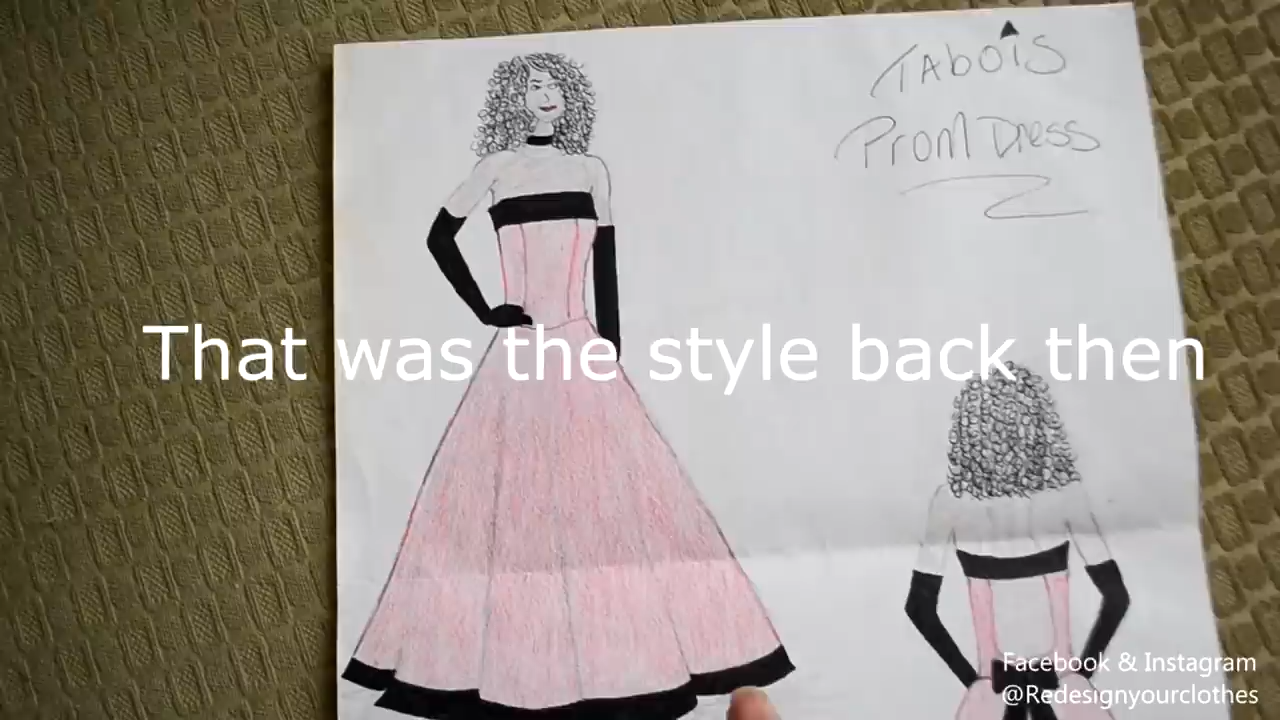 TAbOiS
Prom Dress
That was the style back then
Facebook & Instagram
@Redesignyourclothes